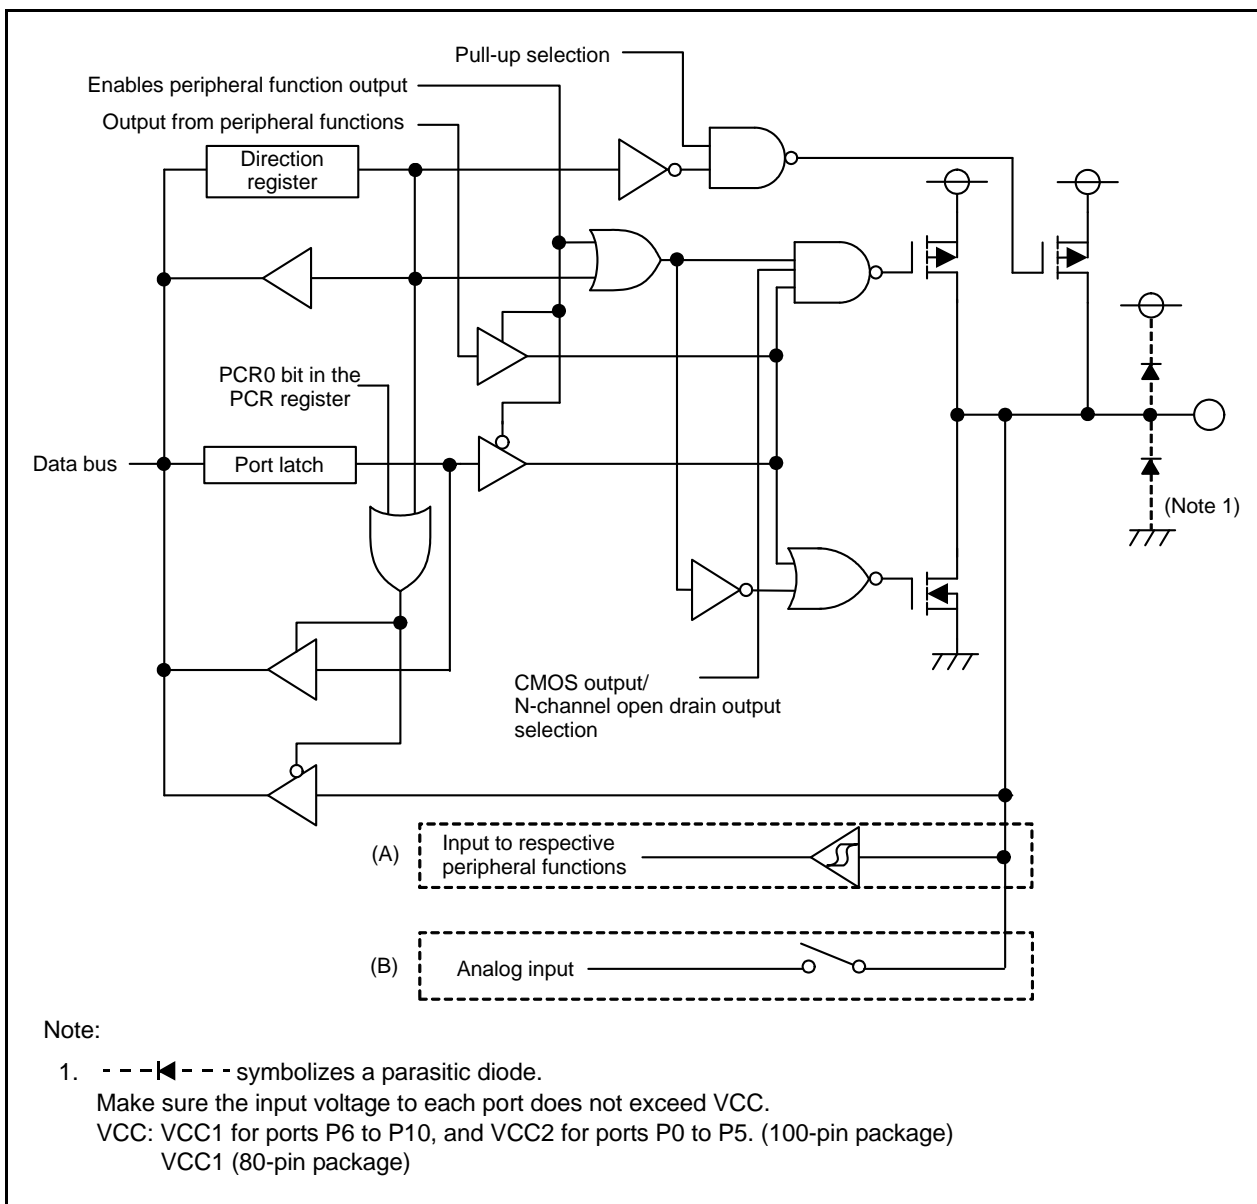 Pull-up selection
Enables peripheral function output
Output from peripheral functions
Direction
register
PCR0 bit in the
PCR register
Data bus
Port latch
(Note 1)
CMOS output/
N-channel open drain output
selection
(A)
Input to respective
peripheral functions
(B)
Analog input
Note:
1. symbolizes a parasitic diode.
Make sure the input voltage to each port does not exceed VCC.
VCC: VCC1 for ports P6 to P10, and VCC2 for ports P0 to P5. (100-pin package)
VCC1 (80-pin package)